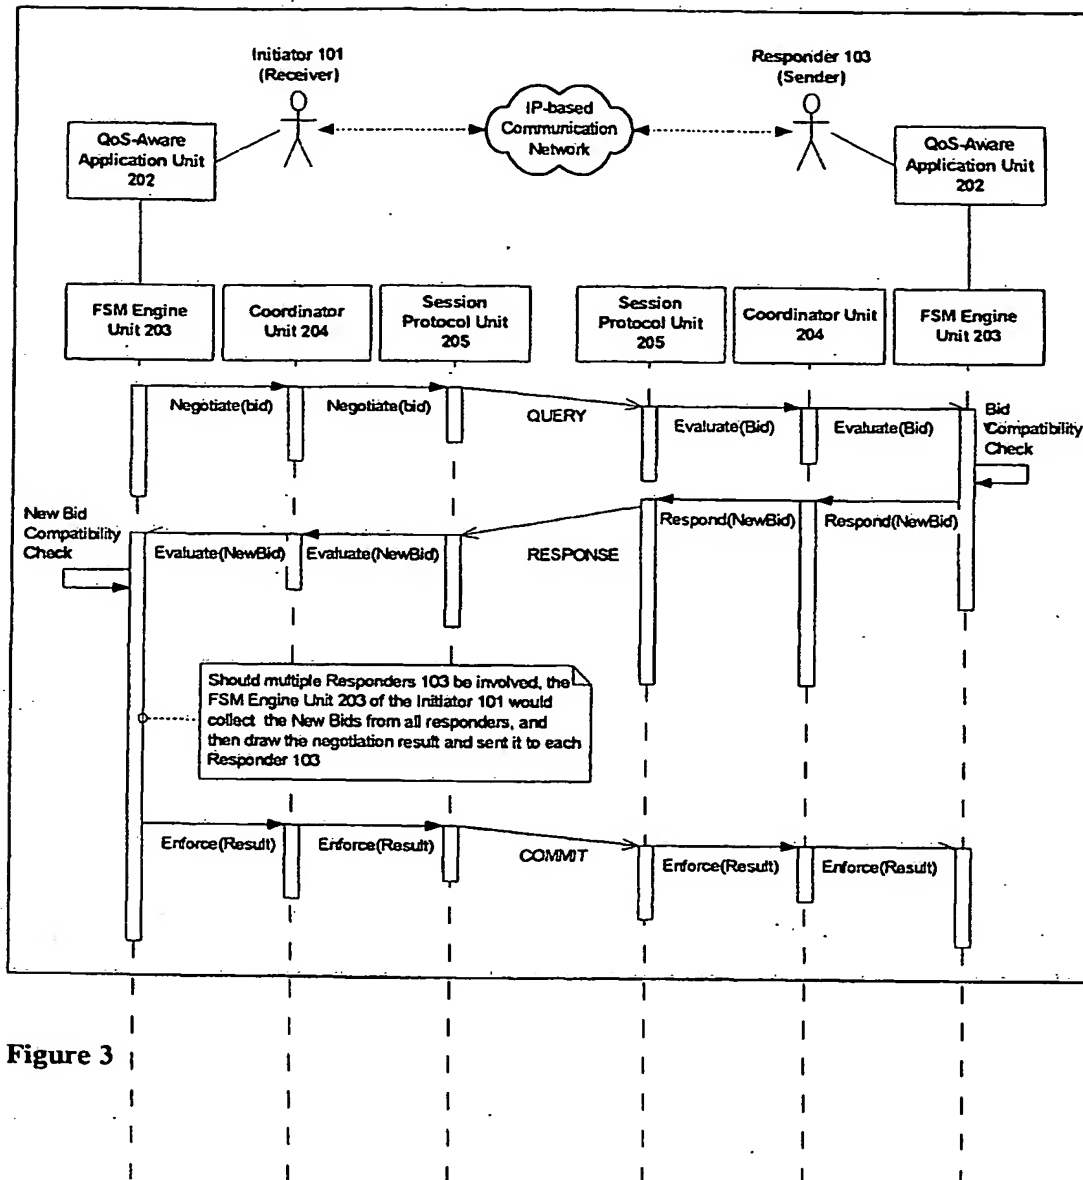 Initiator 101
(Receiver)
Responder 103
(Sender)
IP-based
Communication
Network
QoS-Aware
Application Unit
202
QoS-Aware
Application Unit
202
FSM Engine
Unit 203
Coordinator
Unit 204
Session
Protocol Unit
205
Session
Protocol Unit
205
Coordinator Unit
204
FSM Engine
Unit 203
Negotiate(bid)
Negotiate(bid)
QUERY
Evaluate(Bid)
Evaluate(Bid)
Bid
Compatibility
Check
Respond(NewBid)
Respond(NewBid)
New Bid
Compatibility
Check
Evaluate(NewBid)
Evaluate(NewBid)
RESPONSE
Should multiple Responders 103 be involved, the
FSM Engine Unit 203 of the Initiator 101 would
collect the New Bids from all responders, and
then draw the negotiation result and sent it to each
Responder 103
Enforce(Result)
Enforce(Result)
COMMIT
Enforce(Result)
Enforce(Result)
Figure 3